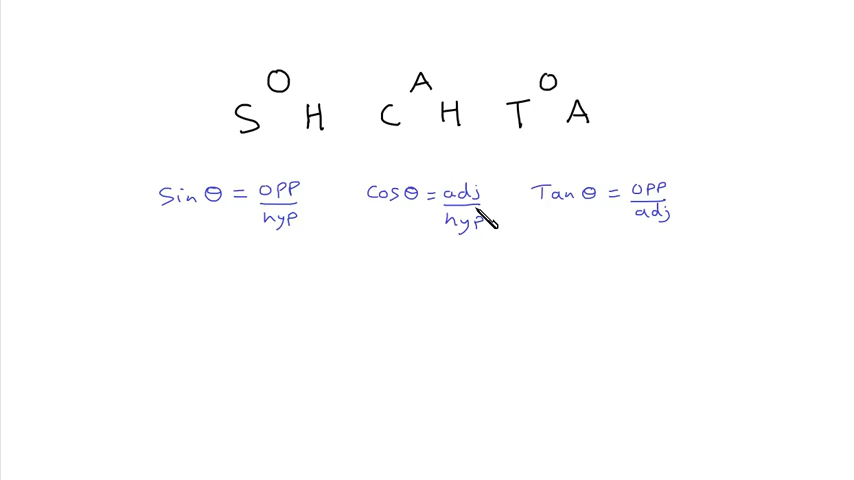 O A O
S H C H T A
Sin θ = opp/hyp Cos θ = adj/hyp Tan θ = opp/adj